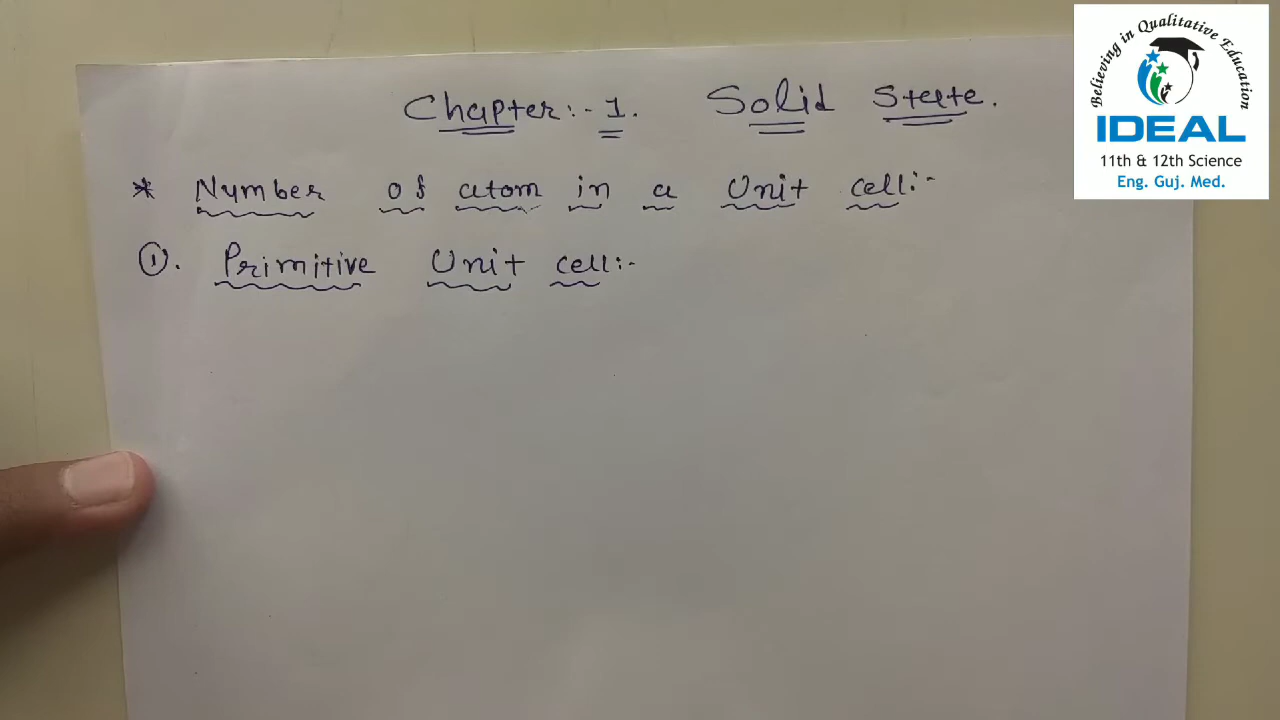 Chapter:- 1. Solid State.
* Number of atom in a Unit cell:-
①. Primitive Unit cell:-
Believing in Qualitative Education
IDEAL
11th & 12th Science
Eng. Guj. Med.